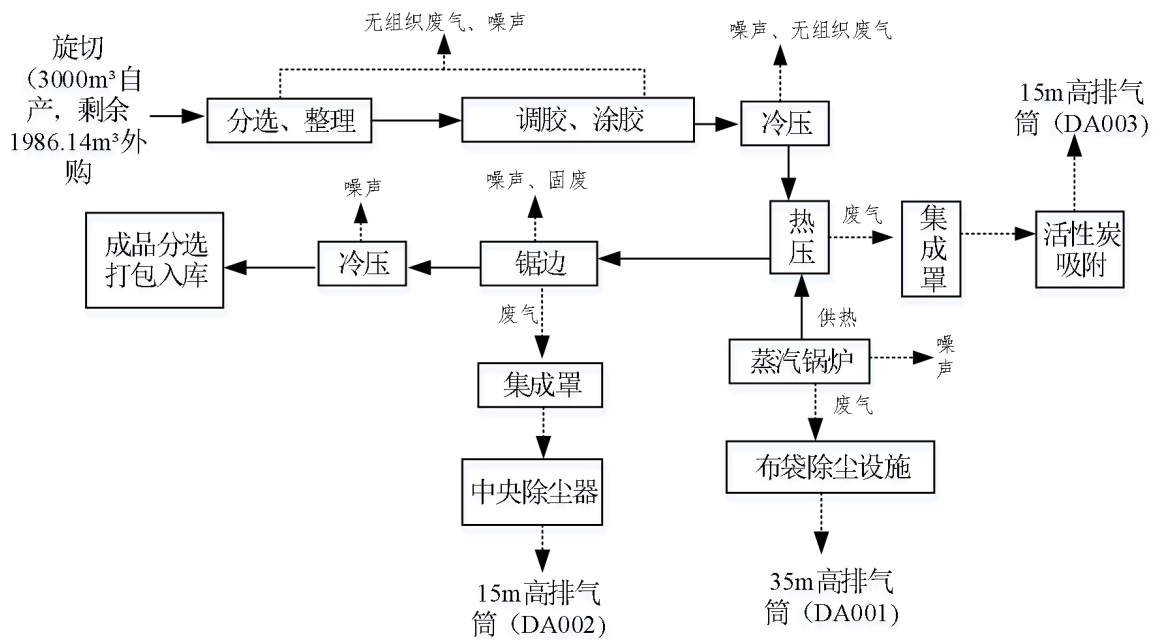 无组织废气、噪声
噪声、无组织废气
旋切
（3000m³自
产，剩余
1986.14m³外
购
分选、整理
调胶、涂胶
冷压
15m高排气
筒（DA003）
噪声
噪声、固废
成品分选
打包入库
冷压
锯边
热
压
废气
集
成
罩
活性炭
吸附
废气
供热
集成罩
蒸汽锅炉
噪
声
废气
中央除尘器
布袋除尘设施
15m高排气
筒（DA002）
35m高排气
筒（DA001）